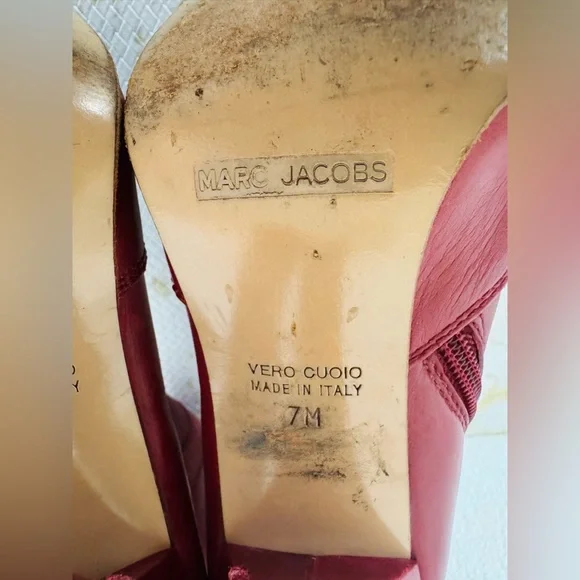 MARC JACOBS
VERO CUOIO
MADE IN ITALY
7M